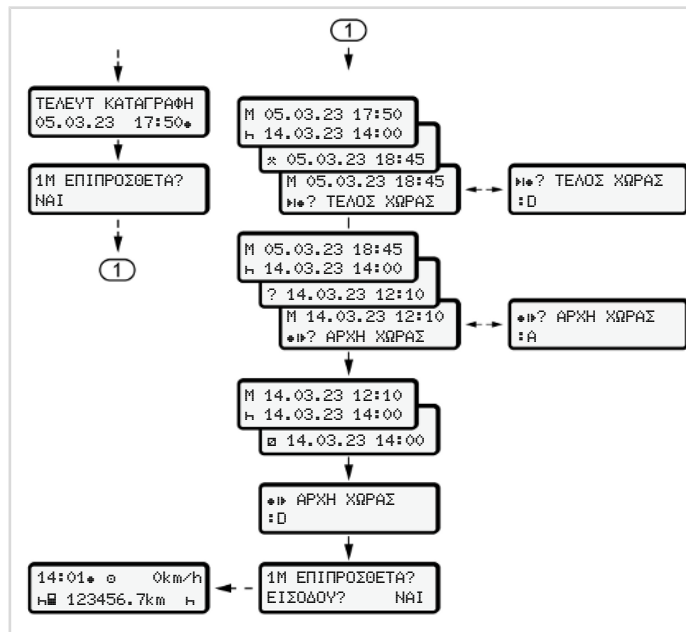 1
ΤΕΛΕΥΤ ΚΑΤΑΓΡΑΦΗ
05.03.23 17:50
1M ΕΠΙΠΡΟΣΘΕΤΑ?
ΝΑΙ
1
M 05.03.23 17:50
14.03.23 14:00
05.03.23 18:45
M 05.03.23 18:45
? ΤΕΛΟΣ ΧΩΡΑΣ
? ΤΕΛΟΣ ΧΩΡΑΣ
:D
M 05.03.23 18:45
14.03.23 14:00
? 14.03.23 12:10
M 14.03.23 12:10
? ΑΡΧΗ ΧΩΡΑΣ
? ΑΡΧΗ ΧΩΡΑΣ
:A
M 14.03.23 12:10
14.03.23 14:00
14.03.23 14:00
ΑΡΧΗ ΧΩΡΑΣ
:D
1M ΕΠΙΠΡΟΣΘΕΤΑ?
ΕΙΣΟΔΟΥ? ΝΑΙ
14:01 0km/h
123456.7km